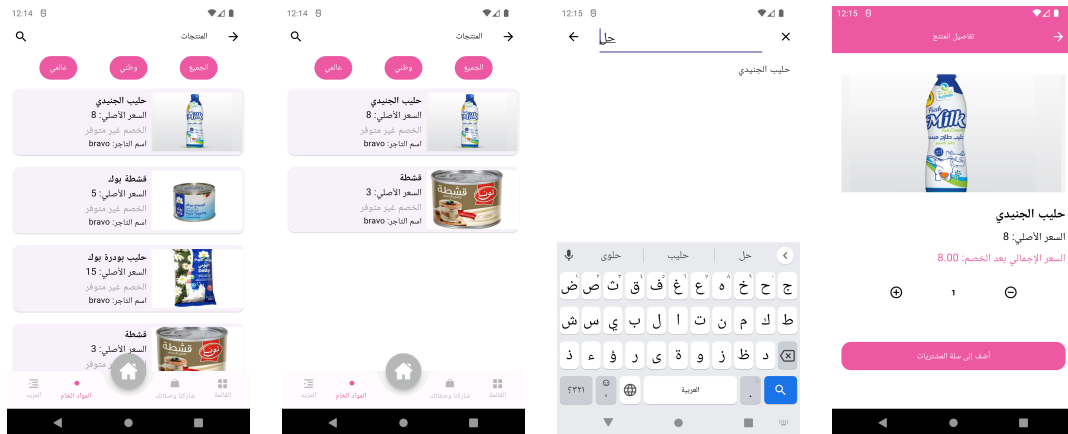 12:14
المنتجات
الجميع
وطني
عالمي
حليب الجنيدي
السعر الأصلي: 8
الخصم غير متوفر
اسم التاجر: bravo
قشطة بوك
السعر الأصلي: 5
الخصم غير متوفر
اسم التاجر: bravo
حليب بودرة بوك
السعر الأصلي: 15
الخصم غير متوفر
اسم التاجر: bravo
قشطة
السعر الأصلي: 3
القائمة
شاركنا وصفاتك
المواد الخام
المزيد
12:14
المنتجات
الجميع
وطني
عالمي
حليب الجنيدي
السعر الأصلي: 8
الخصم غير متوفر
اسم التاجر: bravo
قشطة
السعر الأصلي: 3
الخصم غير متوفر
اسم التاجر: bravo
القائمة
شاركنا وصفاتك
المواد الخام
المزيد
12:15
حل
حليب الجنيدي
حل
حليب
حلوى
ج ح خ ه ع غ ف ق ث ص ض
ط ك م ن ت ا ل ب ي س ش
د ظ ز و ة ى ر ؤ ء ذ
العربية
٣٢١؟
12:15
تفاصيل المنتج
Fresh
Milk
حليب الجنيدي
السعر الأصلي: 8
السعر الإجمالي بعد الخصم: 8.00
1
أضف إلى سلة المشتريات